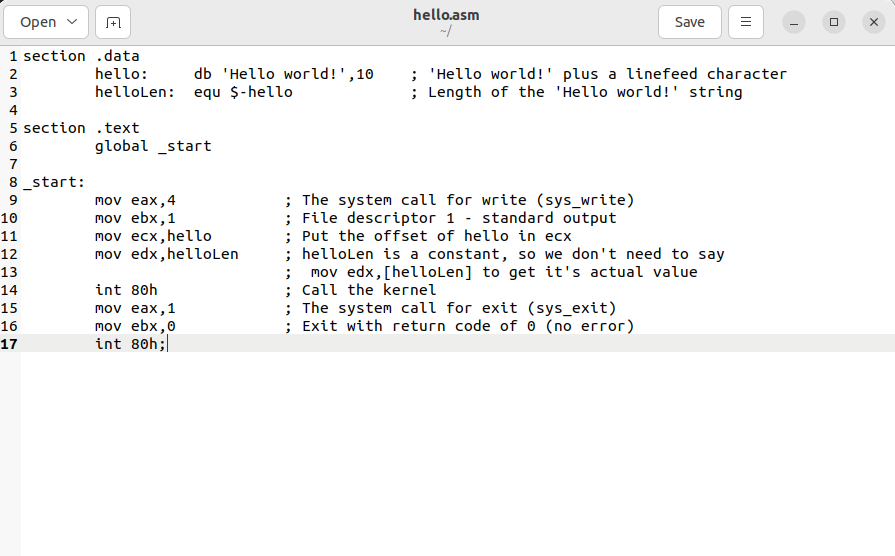 Open
hello.asm
~/
Save
1 section .data
2         hello:     db 'Hello world!',10    ; 'Hello world!' plus a linefeed character
3         helloLen:  equ $-hello             ; Length of the 'Hello world!' string
4
5 section .text
6         global _start
7
8 _start:
9         mov eax,4            ; The system call for write (sys_write)
10         mov ebx,1            ; File descriptor 1 - standard output
11         mov ecx,hello        ; Put the offset of hello in ecx
12         mov edx,helloLen     ; helloLen is a constant, so we don't need to say
13                              ;  mov edx,[helloLen] to get it's actual value
14         int 80h              ; Call the kernel
15         mov eax,1            ; The system call for exit (sys_exit)
16         mov ebx,0            ; Exit with return code of 0 (no error)
17         int 80h;